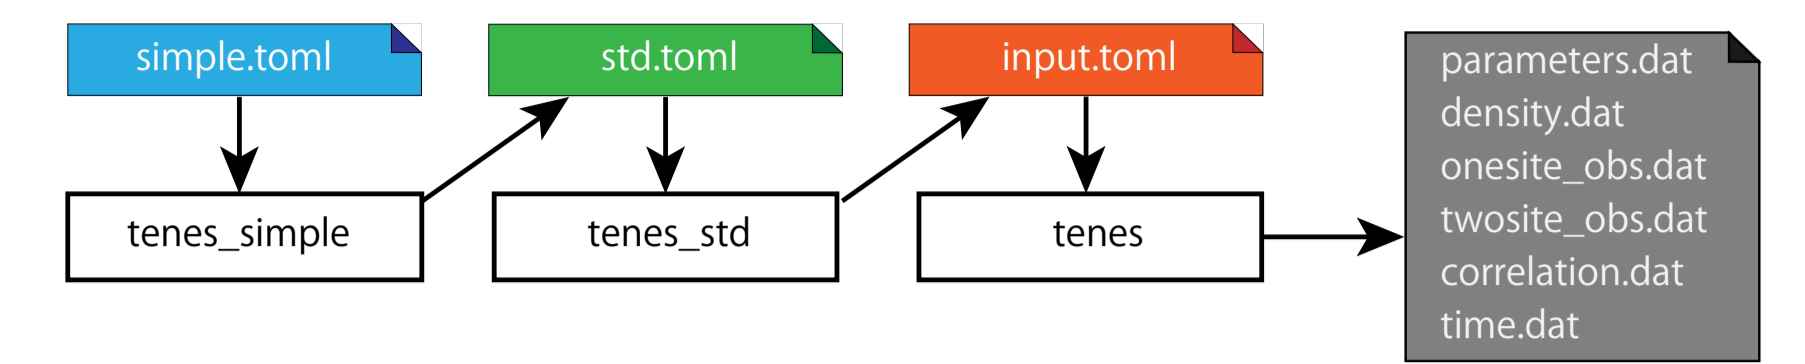 simple.toml
std.toml
input.toml
tenes_simple
tenes_std
tenes
parameters.dat
density.dat
onesite_obs.dat
twosite_obs.dat
correlation.dat
time.dat